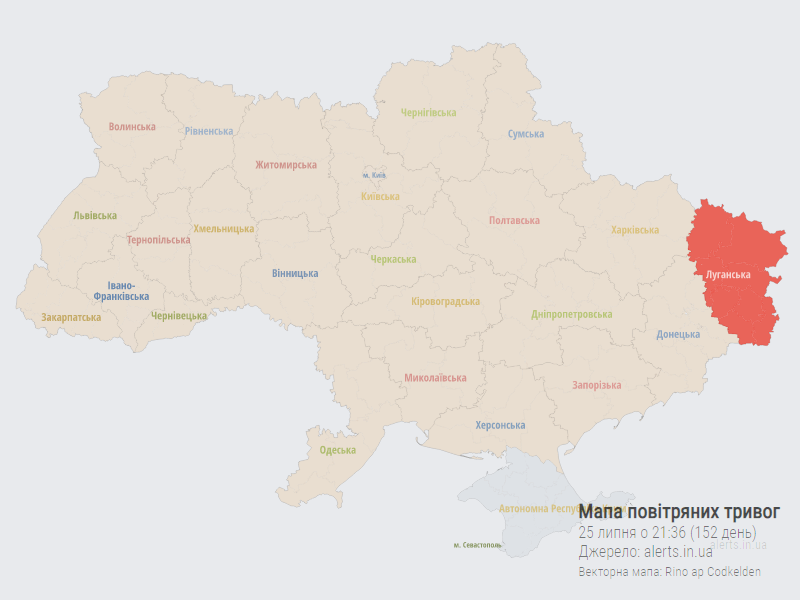 Чернігівська
Волинська
Рівненська
Сумська
Житомирська
м. Київ
Київська
Львівська
Полтавська
Хмельницька
Харківська
Тернопільська
Черкаська
Вінницька
Луганська
Івано-
Франківська
Кіровоградська
Закарпатська
Чернівецька
Дніпропетровська
Донецька
Миколаївська
Запорізька
Херсонська
Одеська
Автономна
м. Севастополь
Мапа повітряних тривог
25 липня о 21:36 (152 день)
Джерело: alerts.in.ua
alerts.in.ua
Векторна мапа: Rino ap Codkelden